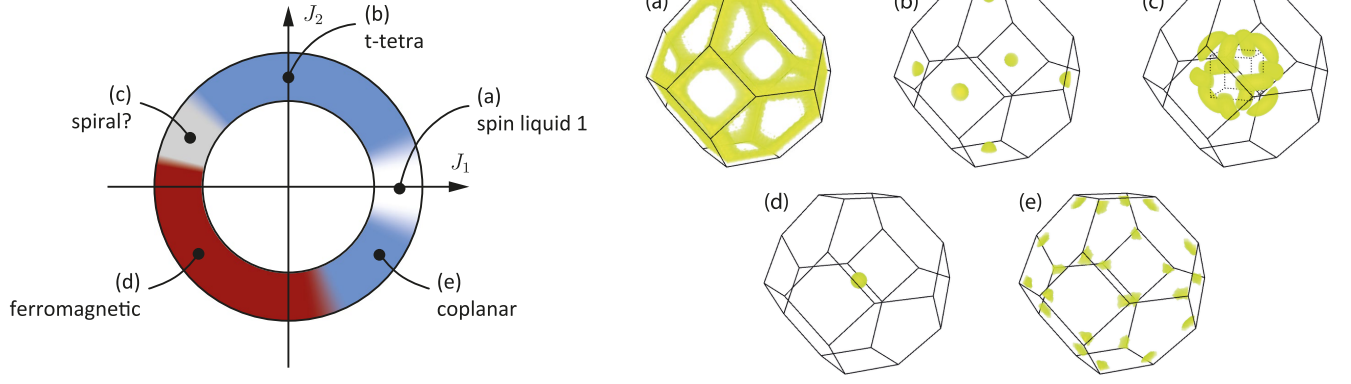 (b)
t-tetra
J₂
(c)
spiral?
(a)
spin liquid 1
J₁
(d)
ferromagnetic
(e)
coplanar
(a)
(b)
(c)
(d)
(e)